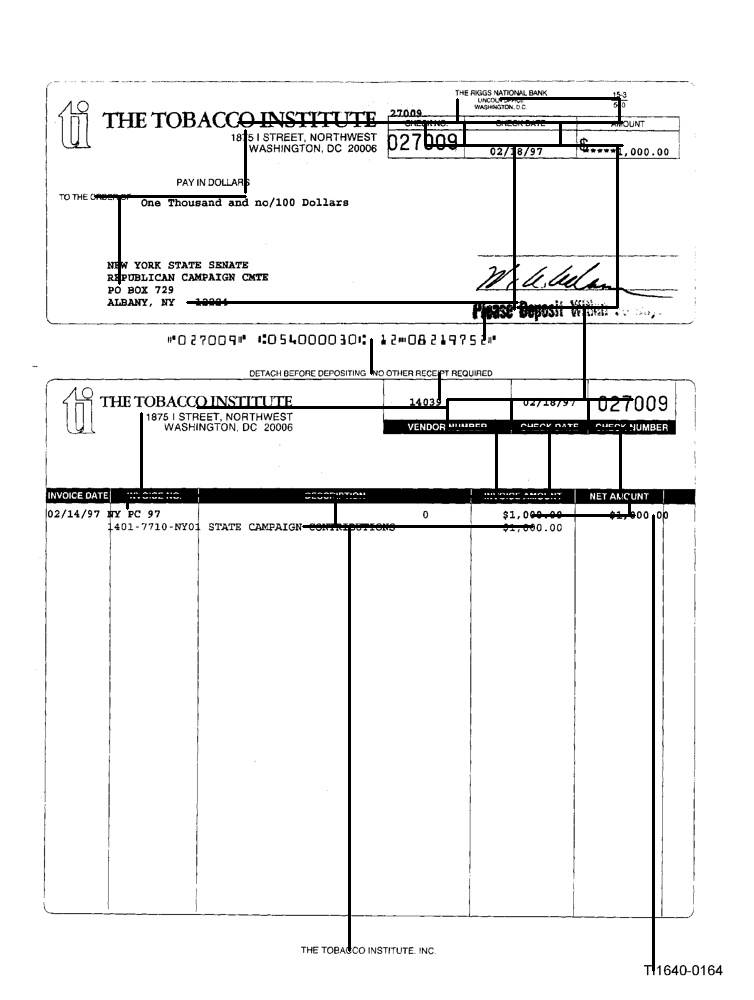 THE RIGGS NATIONAL BANK
LINCOLN OFFICE
WASHINGTON, D.C.
15-3
540
ti THE TOBACCO INSTITUTE
1875 I STREET, NORTHWEST
WASHINGTON, DC 20006
27009
CHECK NO. CHECK DATE AMOUNT
027009 02/18/97 $*****1,000.00
PAY IN DOLLARS
TO THE ORDER OF One Thousand and no/100 Dollars
NEW YORK STATE SENATE
REPUBLICAN CAMPAIGN CMTE
PO BOX 729
ALBANY, NY
Please Deposit Within Days
⑈027009⑈ ⑆054000030⑆ 12⑉08219752⑈
DETACH BEFORE DEPOSITING NO OTHER RECEIPT REQUIRED
ti THE TOBACCO INSTITUTE
1875 I STREET, NORTHWEST
WASHINGTON, DC 20006
14039 02/18/97 027009
VENDOR NUMBER CHECK DATE CHECK NUMBER
INVOICE DATE INVOICE NO. DESCRIPTION INVOICE AMOUNT NET AMOUNT
02/14/97 NY PC 97 0 $1,000.00 $1,000.00
1401-7710-NY01 STATE CAMPAIGN CONTRIBUTIONS $1,000.00
THE TOBACCO INSTITUTE, INC.
TI1640-0164